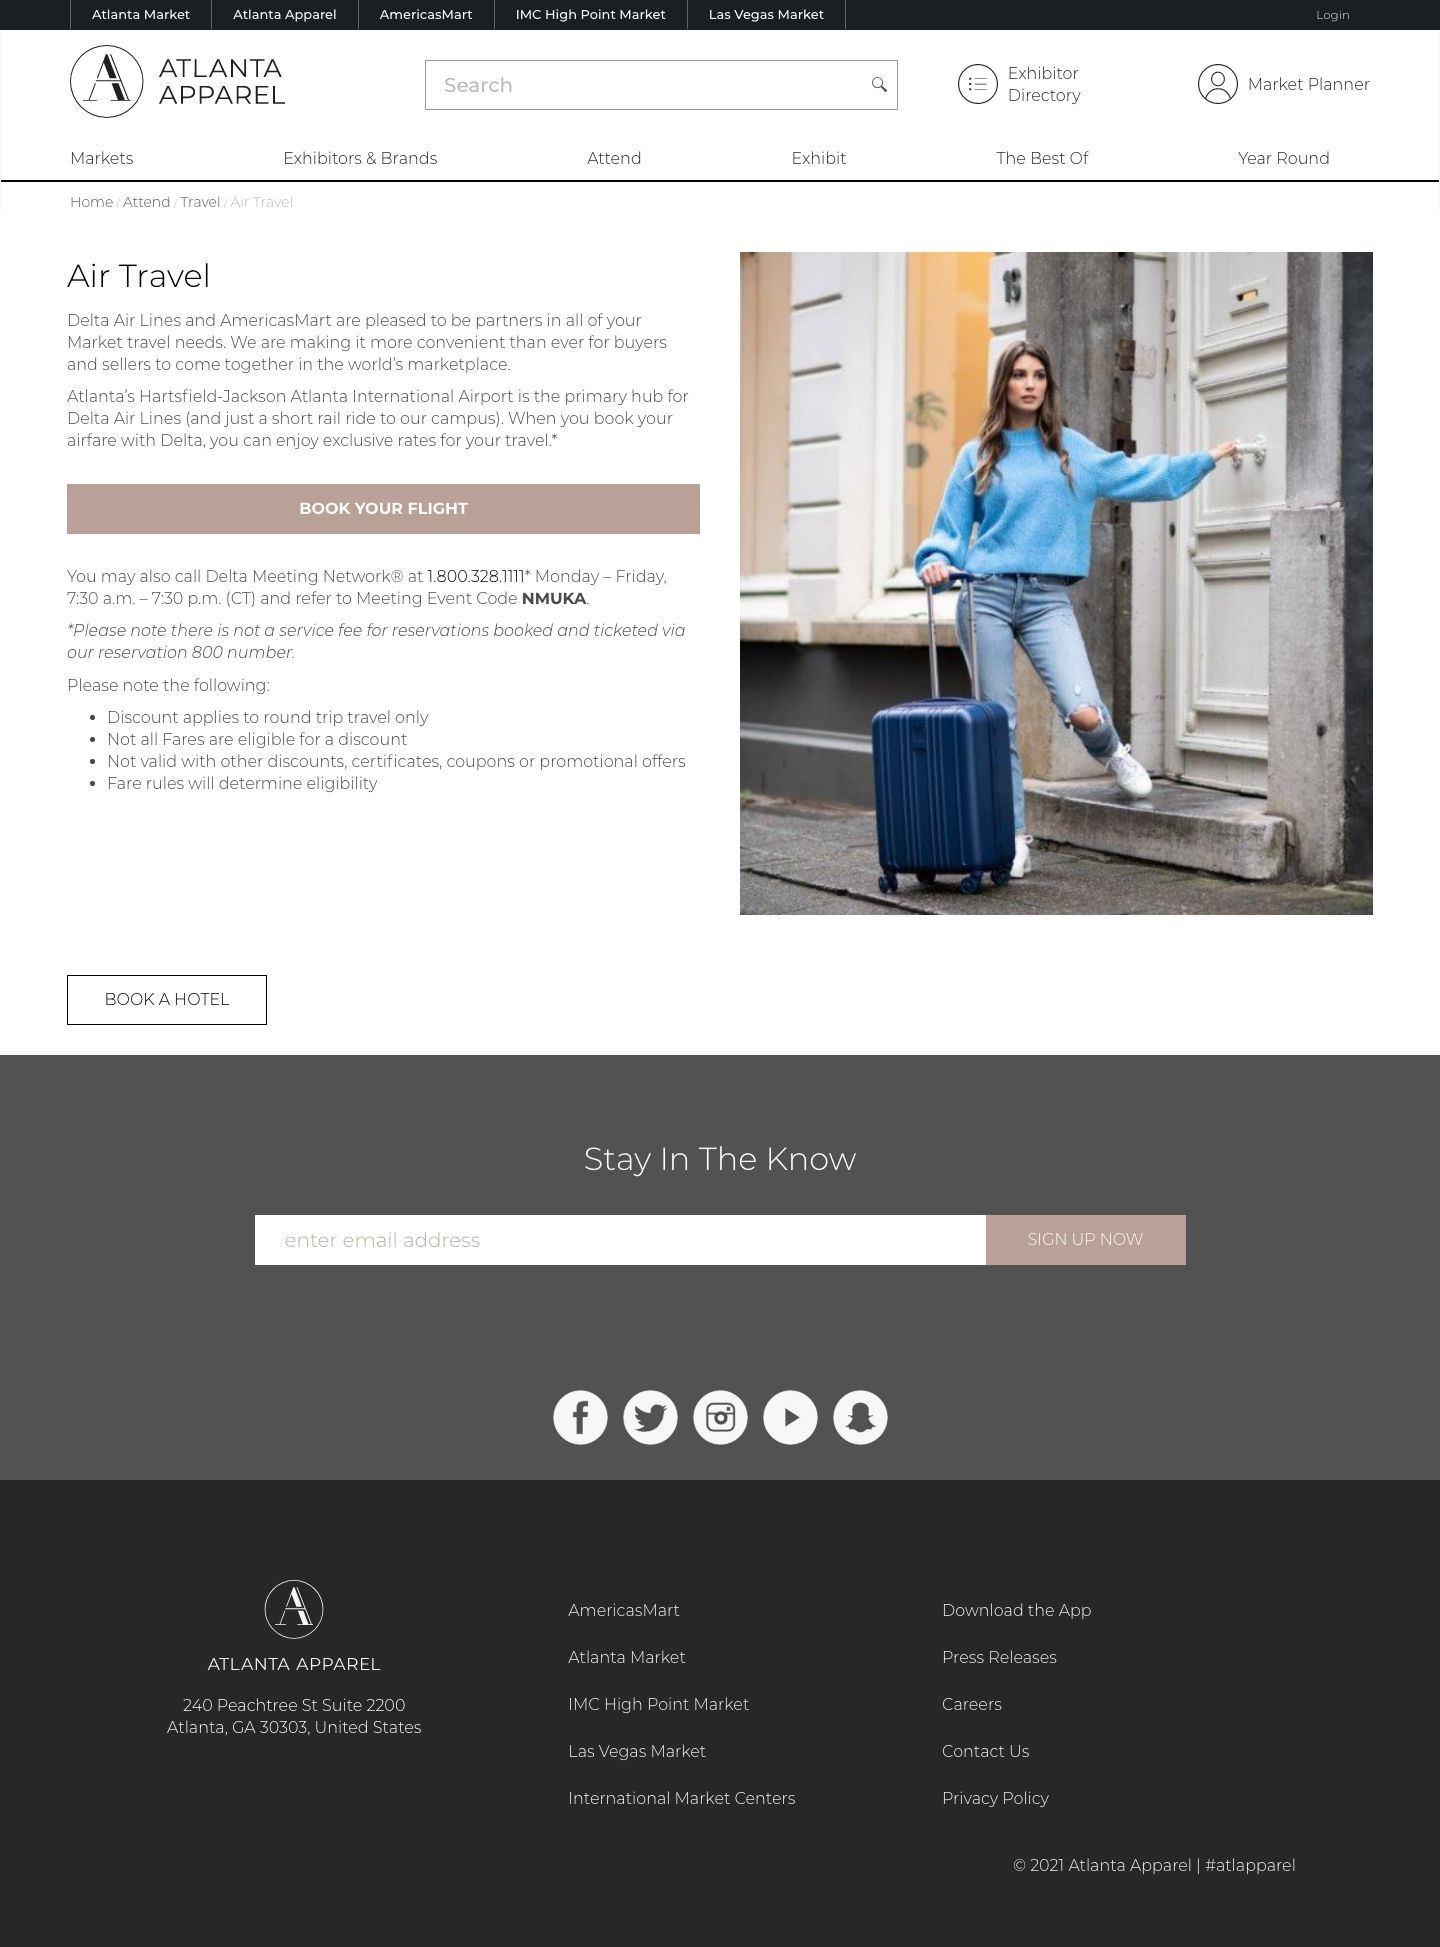 Atlanta Market
Atlanta Apparel
AmericasMart
IMC High Point Market
Las Vegas Market
Login
ATLANTA
APPAREL
Search
Exhibitor
Directory
Market Planner
Markets
Exhibitors & Brands
Attend
Exhibit
The Best Of
Year Round
Home / Attend / Travel / Air Travel
Air Travel
Delta Air Lines and AmericasMart are pleased to be partners in all of your
Market travel needs. We are making it more convenient than ever for buyers
and sellers to come together in the world’s marketplace.
Atlanta’s Hartsfield-Jackson Atlanta International Airport is the primary hub for
Delta Air Lines (and just a short rail ride to our campus). When you book your
airfare with Delta, you can enjoy exclusive rates for your travel.*
BOOK YOUR FLIGHT
You may also call Delta Meeting Network® at 1.800.328.1111* Monday – Friday,
7:30 a.m. – 7:30 p.m. (CT) and refer to Meeting Event Code NMUKA.
*Please note there is not a service fee for reservations booked and ticketed via
our reservation 800 number.
Please note the following:
• Discount applies to round trip travel only
• Not all Fares are eligible for a discount
• Not valid with other discounts, certificates, coupons or promotional offers
• Fare rules will determine eligibility
BOOK A HOTEL
Stay In The Know
enter email address
SIGN UP NOW
ATLANTA APPAREL
240 Peachtree St Suite 2200
Atlanta, GA 30303, United States
AmericasMart
Atlanta Market
IMC High Point Market
Las Vegas Market
International Market Centers
Download the App
Press Releases
Careers
Contact Us
Privacy Policy
© 2021 Atlanta Apparel | #atlapparel